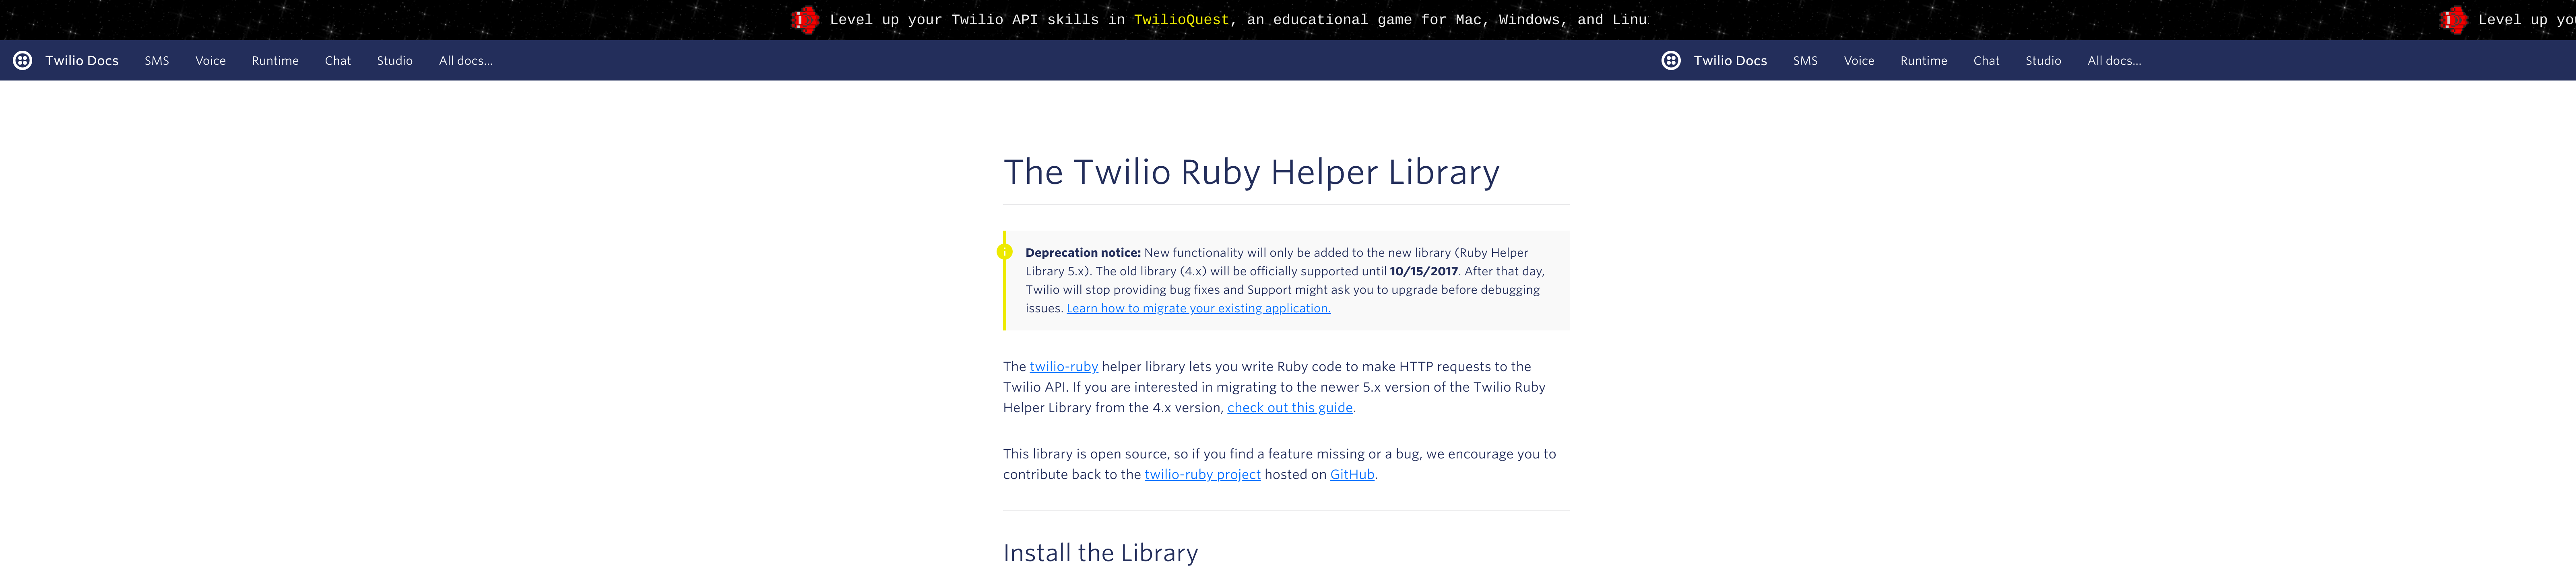 Level up your Twilio API skills in TwilioQuest, an educational game for Mac, Windows, and Linu
Level up you
Twilio Docs SMS Voice Runtime Chat Studio All docs...
Twilio Docs SMS Voice Runtime Chat Studio All docs...
The Twilio Ruby Helper Library
Deprecation notice: New functionality will only be added to the new library (Ruby Helper
Library 5.x). The old library (4.x) will be officially supported until 10/15/2017. After that day,
Twilio will stop providing bug fixes and Support might ask you to upgrade before debugging
issues. Learn how to migrate your existing application.
The twilio-ruby helper library lets you write Ruby code to make HTTP requests to the
Twilio API. If you are interested in migrating to the newer 5.x version of the Twilio Ruby
Helper Library from the 4.x version, check out this guide.
This library is open source, so if you find a feature missing or a bug, we encourage you to
contribute back to the twilio-ruby project hosted on GitHub.
Install the Library